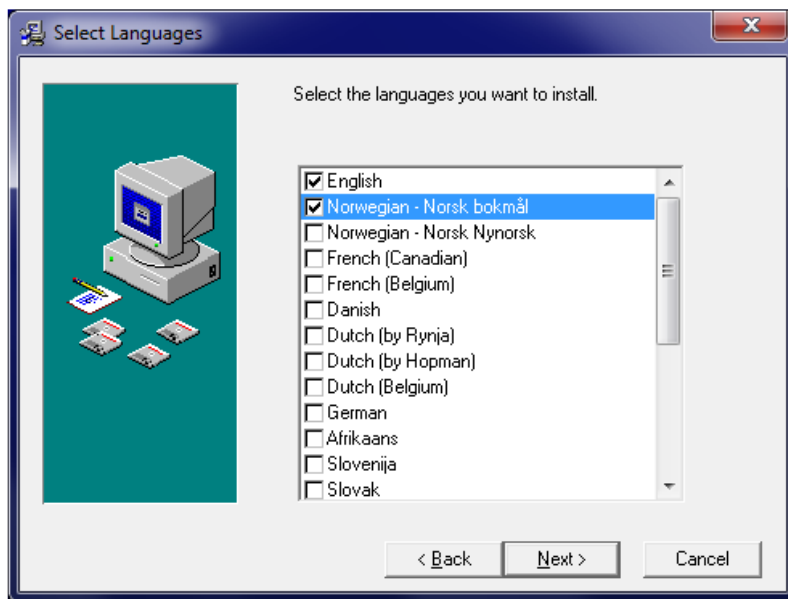 Select Languages
Select the languages you want to install.
English
Norwegian - Norsk bokmål
Norwegian - Norsk Nynorsk
French (Canadian)
French (Belgium)
Danish
Dutch (by Rynja)
Dutch (by Hopman)
Dutch (Belgium)
German
Afrikaans
Slovenija
Slovak
< Back Next > Cancel